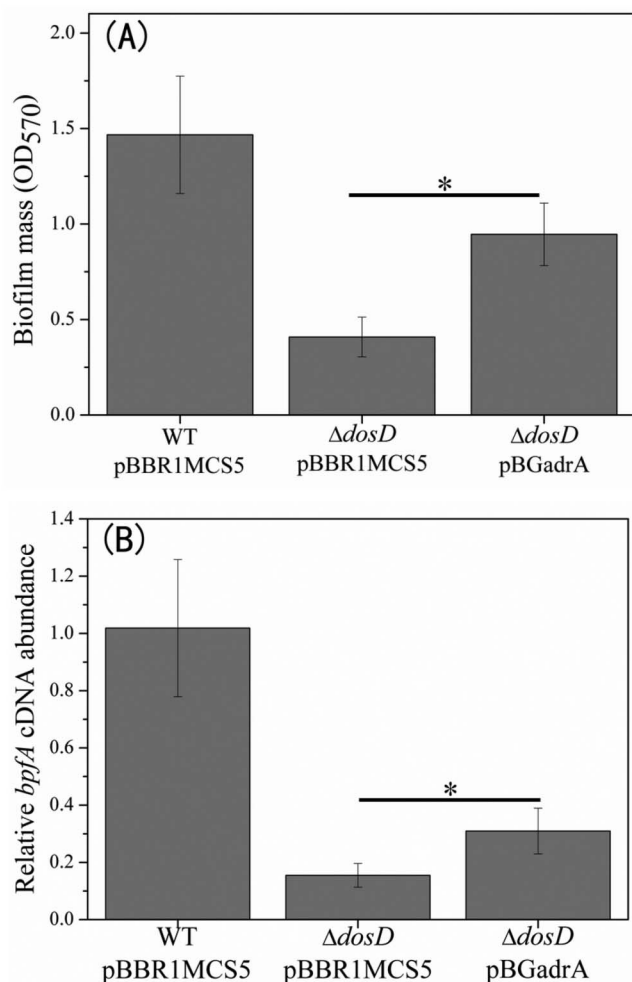 (A)
Biofilm mass (OD570)
2.0
1.5
1.0
0.5
0.0
*
WT
pBBR1MCS5
ΔdosD
pBBR1MCS5
ΔdosD
pBGadrA
(B)
Relative bpfA cDNA abundance
1.4
1.2
1.0
0.8
0.6
0.4
0.2
0.0
*
WT
pBBR1MCS5
ΔdosD
pBBR1MCS5
ΔdosD
pBGadrA